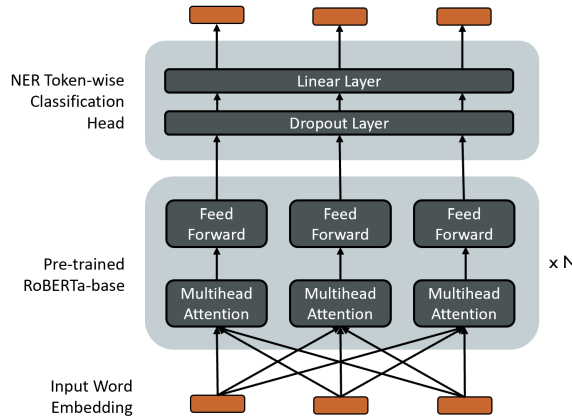 NER Token-wise
Classification
Head
Linear Layer
Dropout Layer
Pre-trained
RoBERTa-base
Feed
Forward
Feed
Forward
Feed
Forward
Multihead
Attention
Multihead
Attention
Multihead
Attention
x N
Input Word
Embedding